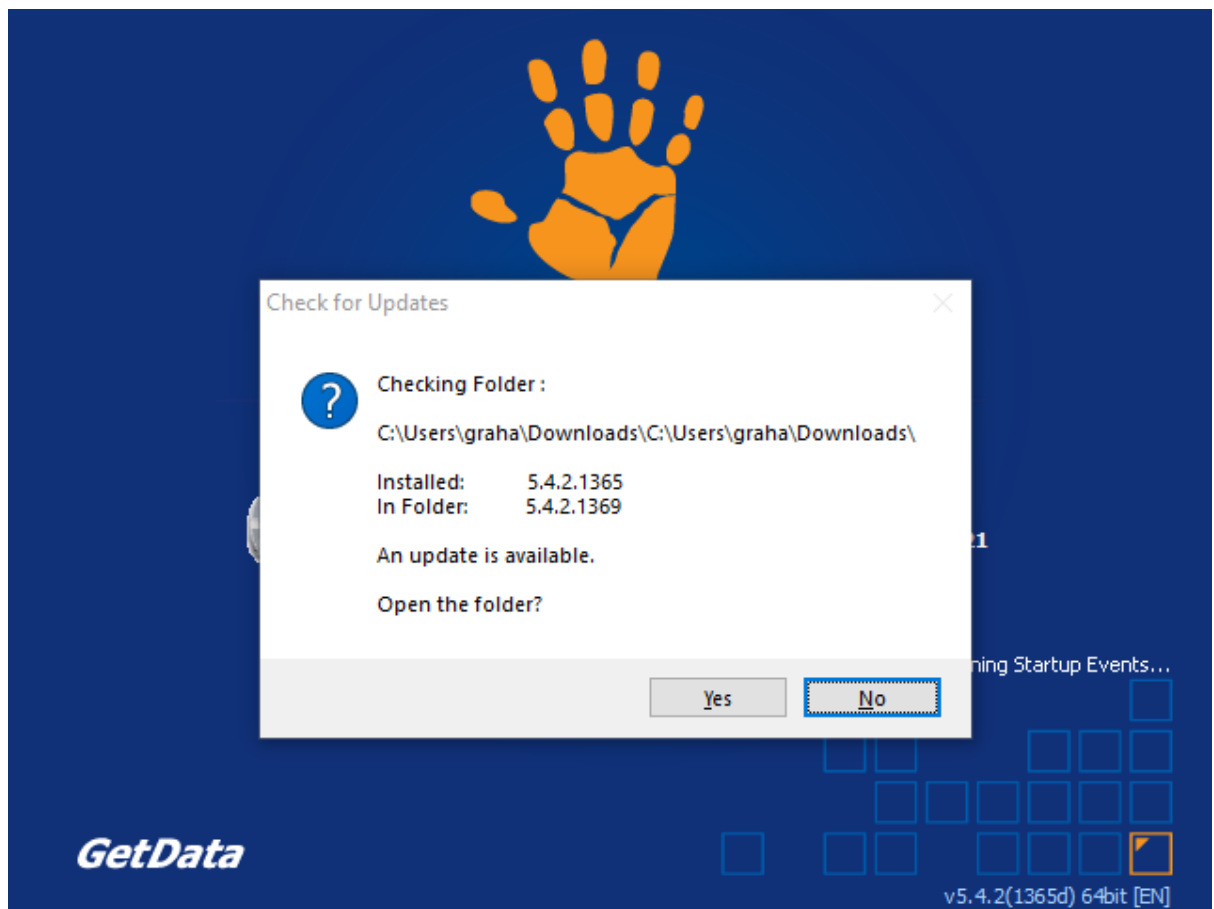 Check for Updates
Checking Folder :
C:\Users\graha\Downloads\C:\Users\graha\Downloads\
Installed: 5.4.2.1365
In Folder: 5.4.2.1369
An update is available.
Open the folder?
Yes No
Startup Events...
GetData
v5.4.2(1365d) 64bit [EN]